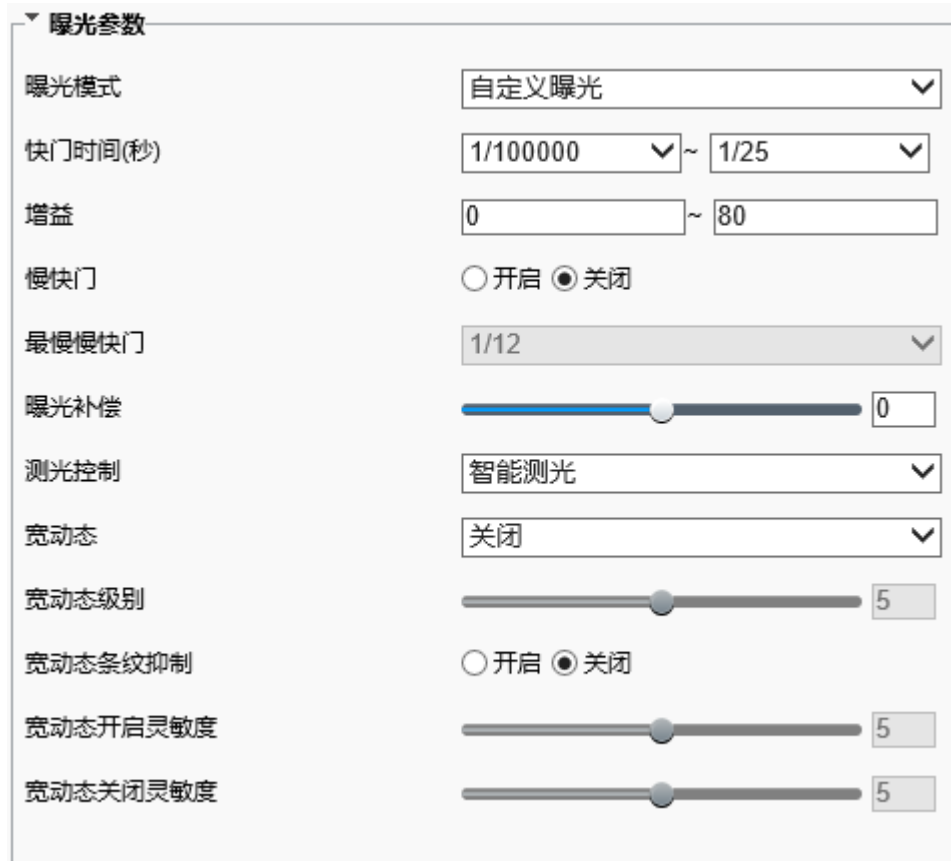 曝光参数
曝光模式 自定义曝光
快门时间(秒) 1/100000 ~ 1/25
增益 0 ~ 80
慢快门 开启 关闭
最慢慢快门 1/12
曝光补偿 0
测光控制 智能测光
宽动态 关闭
宽动态级别 5
宽动态条纹抑制 开启 关闭
宽动态开启灵敏度 5
宽动态关闭灵敏度 5